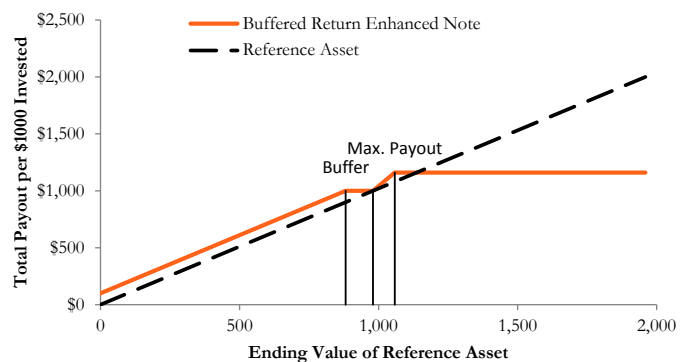 $2,500
Buffered Return Enhanced Note
Reference Asset
$2,000
$1,500
Max. Payout
Buffer
$1,000
$500
$0
0
500
1,000
1,500
2,000
Total Payout per $1000 Invested
Ending Value of Reference Asset